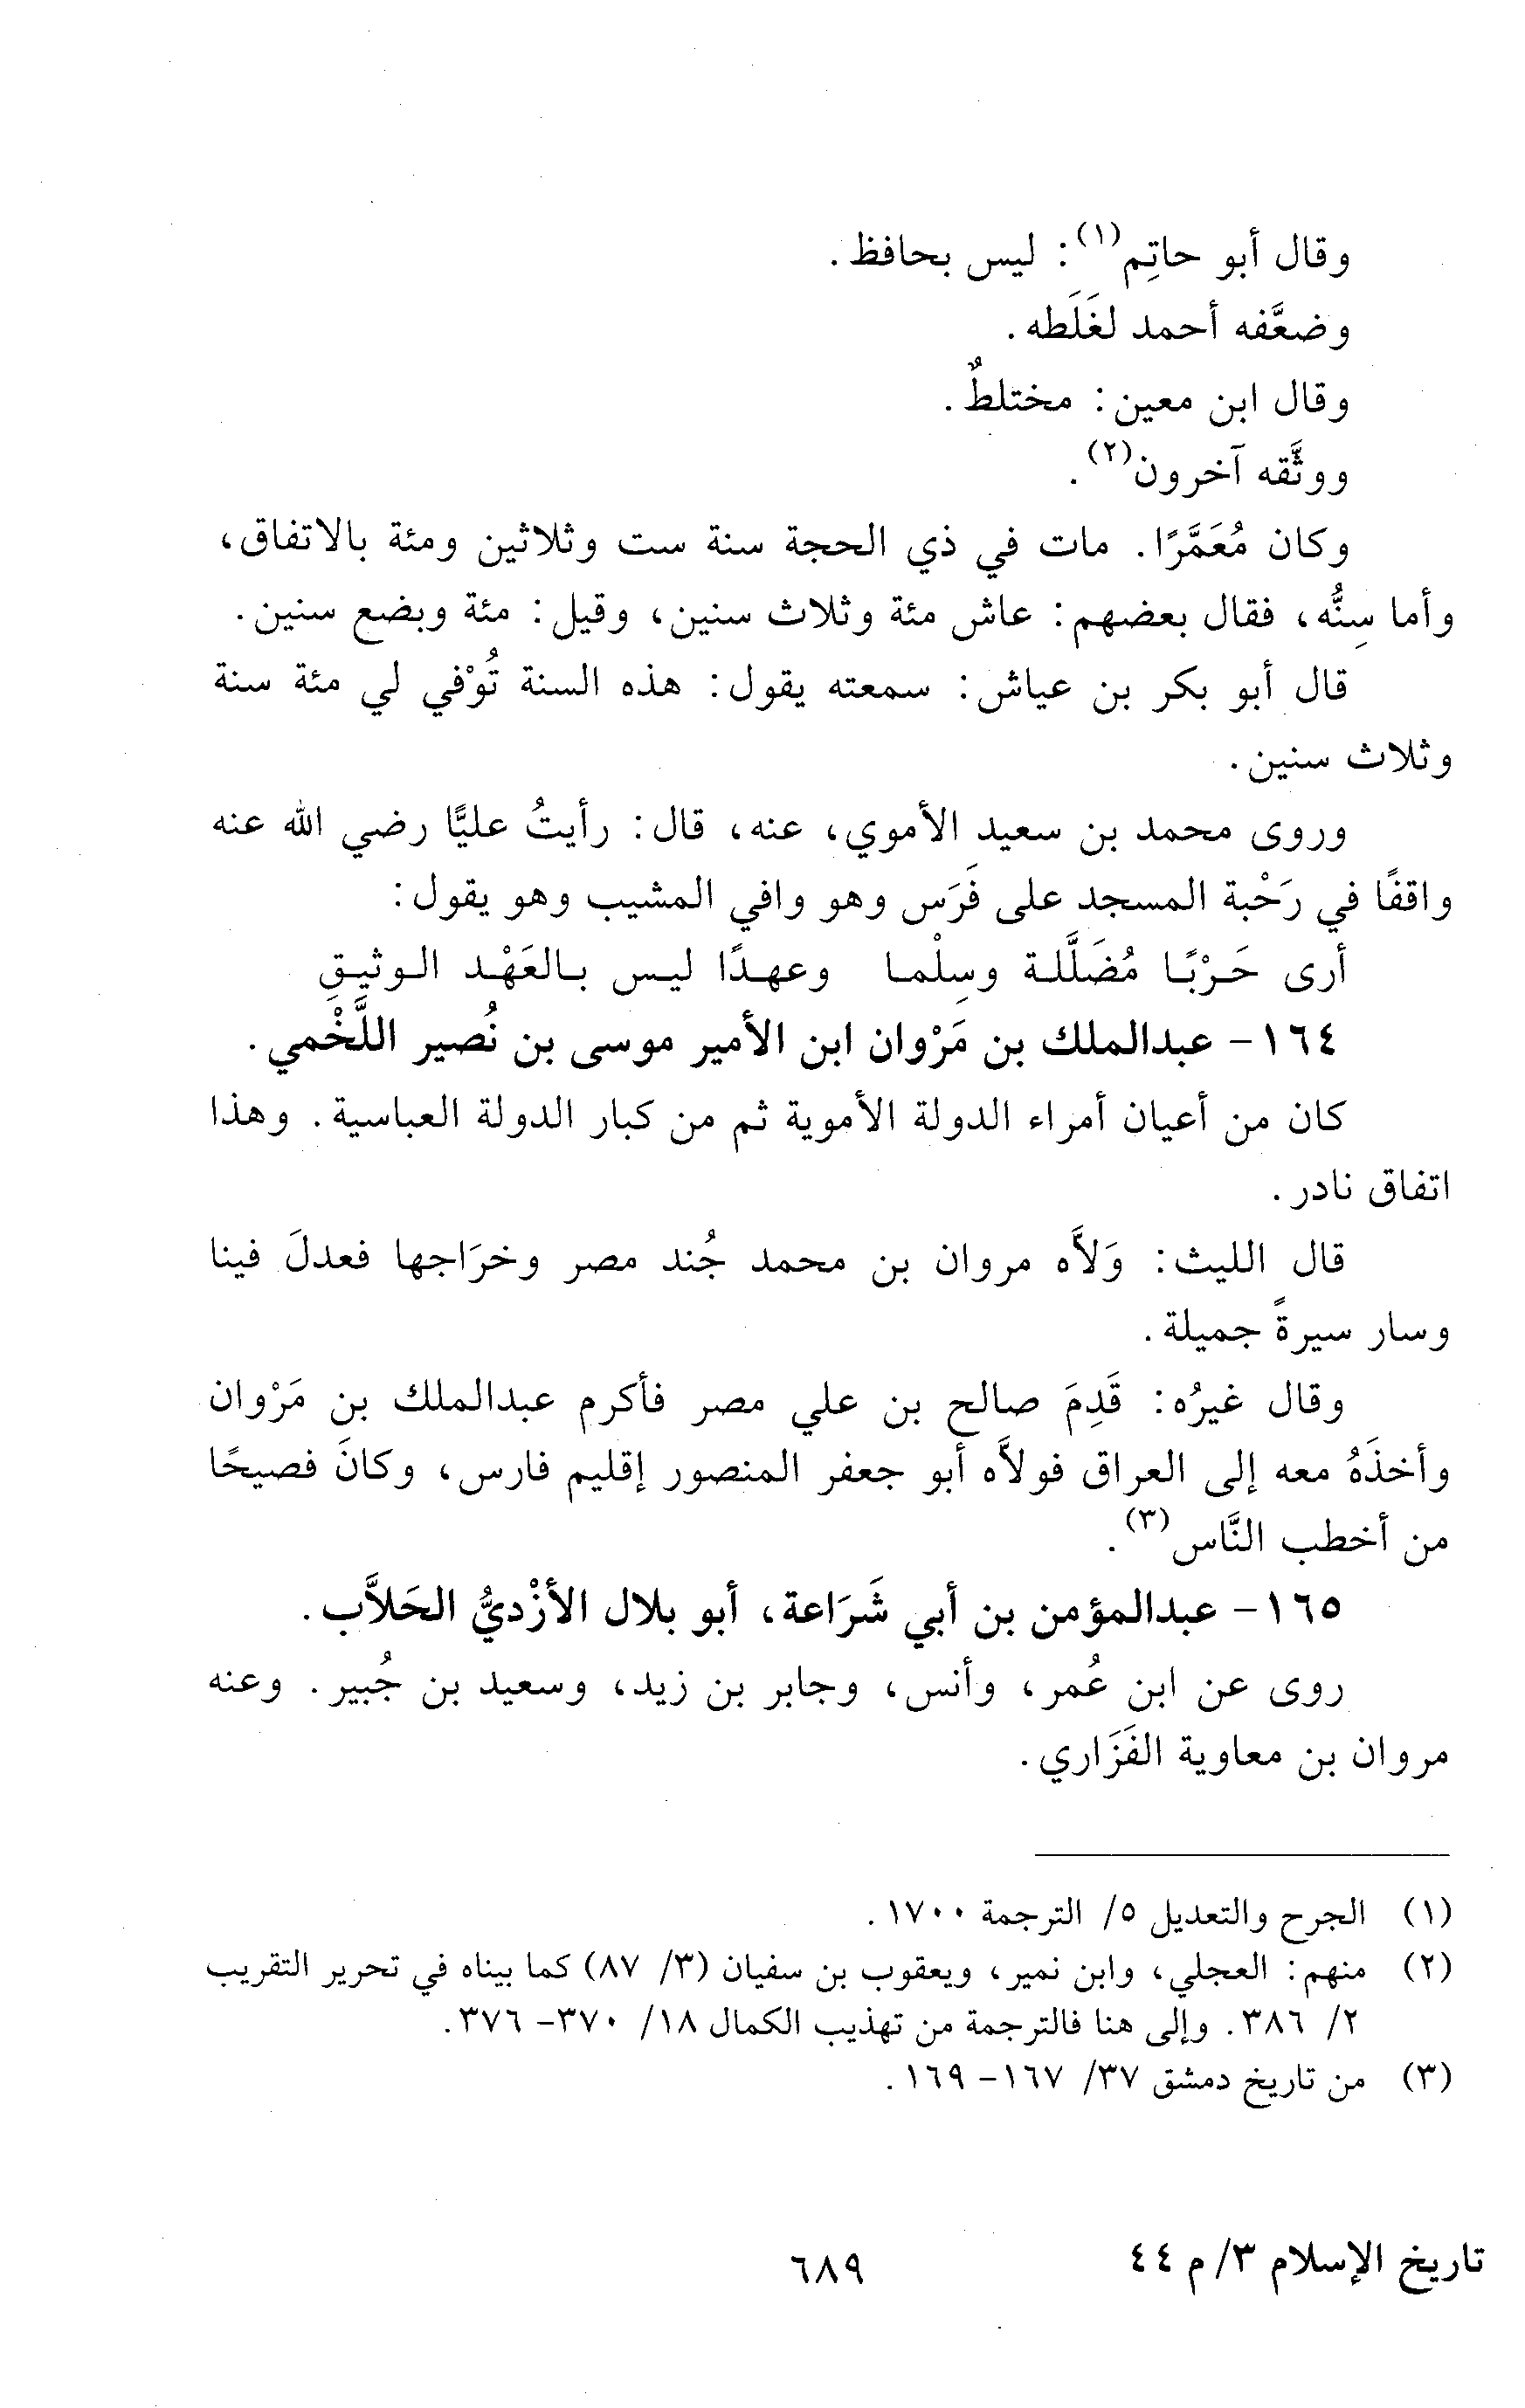 وقال أبو حاتِم(١): ليس بحافظ.
وضعَّفه أحمد لغَلَطه.
وقال ابن معين: مختلطٌ.
ووثَّقه آخرون(٢).
وكان مُعَمَّرًا. مات في ذي الحجة سنة ست وثلاثين ومئة بالاتفاق،
وأما سِنُّه، فقال بعضهم: عاش مئة وثلاث سنين، وقيل: مئة وبضع سنين.
قال أبو بكر بن عياش: سمعته يقول: هذه السنة تُوْفي لي مئة سنة
وثلاث سنين.
وروى محمد بن سعيد الأموي، عنه، قال: رأيتُ عليًّا رضي الله عنه
واقفًا في رَحْبة المسجد على فَرَس وهو وافي المشيب وهو يقول:
أرى حَرْبًا مُضَلَّلة وسِلْما وعهدًا ليس بالعَهْد الوثيقِ
١٦٤- عبدالملك بن مَرْوان ابن الأمير موسى بن نُصير اللَّخْمي.
كان من أعيان أمراء الدولة الأموية ثم من كبار الدولة العباسية. وهذا
اتفاق نادر.
قال الليث: وَلاَّه مروان بن محمد جُند مصر وخرَاجها فعدلَ فينا
وسار سيرةً جميلة.
وقال غيرُه: قَدِمَ صالح بن علي مصر فأكرم عبدالملك بن مَرْوان
وأخذَهُ معه إلى العراق فولاَّه أبو جعفر المنصور إقليم فارس، وكانَ فصيحًا
من أخطب النَّاس(٣).
١٦٥- عبدالمؤمن بن أبي شَرَاعة، أبو بلال الأزْديُّ الحَلاَّب.
روى عن ابن عُمر، وأنس، وجابر بن زيد، وسعيد بن جُبير. وعنه
مروان بن معاوية الفَزَاري.
(١) الجرح والتعديل ٥/ الترجمة ١٧٠٠.
(٢) منهم: العجلي، وابن نمير، ويعقوب بن سفيان (٣/ ٨٧) كما بيناه في تحرير التقريب
٢/ ٣٨٦. وإلى هنا فالترجمة من تهذيب الكمال ١٨/ ٣٧٠- ٣٧٦.
(٣) من تاريخ دمشق ٣٧/ ١٦٧- ١٦٩.
تاريخ الإسلام ٣/ م ٤٤
٦٨٩